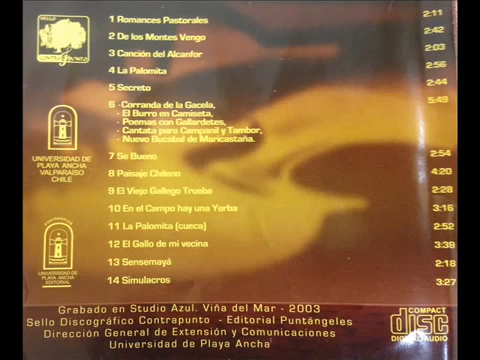 SELLO
CONTRAPUNTO
1 Romances Pastorales 2:11
2 De los Montes Vengo 2:42
3 Canción del Alcanfor 2:03
4 La Palomita 2:56
5 Secreto 2:44
6 -Corranda de la Gacela, 5:49
- El Burro en Camiseta,
- Poemas con Gallardetes,
- Cantata para Campanil y Tambor,
- Nuevo Bucabal de Maricastaña.
UNIVERSIDAD DE
PLAYA ANCHA
VALPARAÍSO
CHILE
7 Se Bueno 2:54
8 Paisaje Chileno 4:20
9 El Viejo Gallego Trueba 2:28
10 En el Campo hay una Yerba 3:16
11 La Palomita (cueca) 2:52
12 El Gallo de mi vecina 3:39
13 Sensemayá 2:18
14 Simulacros 3:27
PUNTANGELES
UNIVERSIDAD DE
PLAYA ANCHA
EDITORIAL
Grabado en Studio Azul. Viña del Mar - 2003
Sello Discográfico Contrapunto - Editorial Puntángeles
Dirección General de Extensión y Comunicaciones
Universidad de Playa Ancha
COMPACT
disc
DIGITAL AUDIO